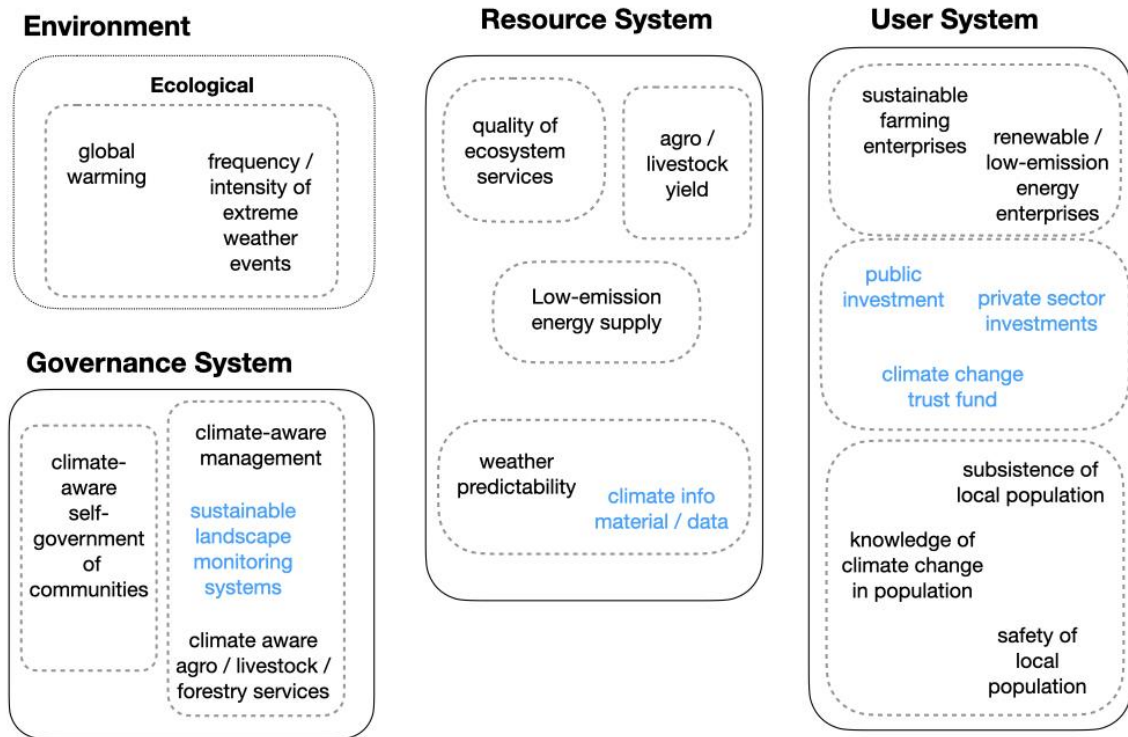 Environment
Ecological
global
warming
frequency /
intensity of
extreme
weather
events
Governance System
climate-
aware
self-
government
of
communities
climate-aware
management
sustainable
landscape
monitoring
systems
climate aware
agro / livestock /
forestry services
Resource System
quality of
ecosystem
services
agro /
livestock
yield
Low-emission
energy supply
weather
predictability
climate info
material / data
User System
sustainable
farming
enterprises
renewable /
low-emission
energy
enterprises
public
investment
private sector
investments
climate change
trust fund
subsistence of
local population
knowledge of
climate change
in population
safety of
local
population